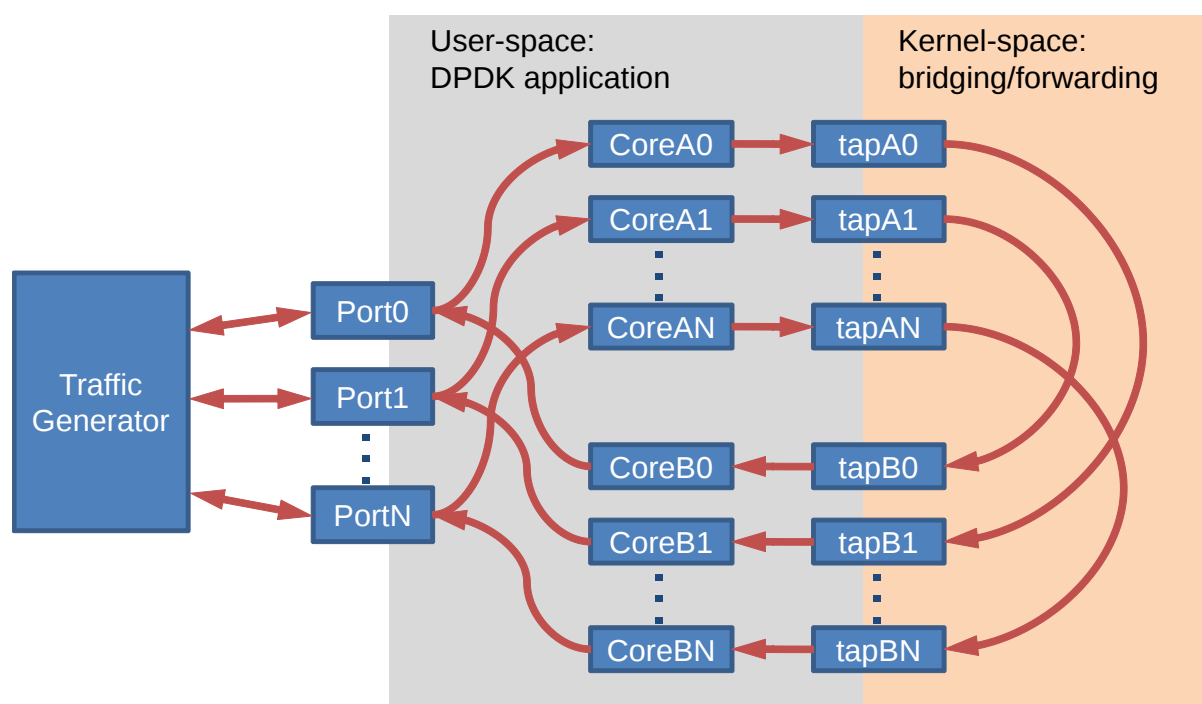 User-space:
DPDK application
Kernel-space:
bridging/forwarding
CoreA0
tapA0
CoreA1
tapA1
Port0
CoreAN
tapAN
Traffic
Generator
Port1
CoreB0
tapB0
PortN
CoreB1
tapB1
CoreBN
tapBN